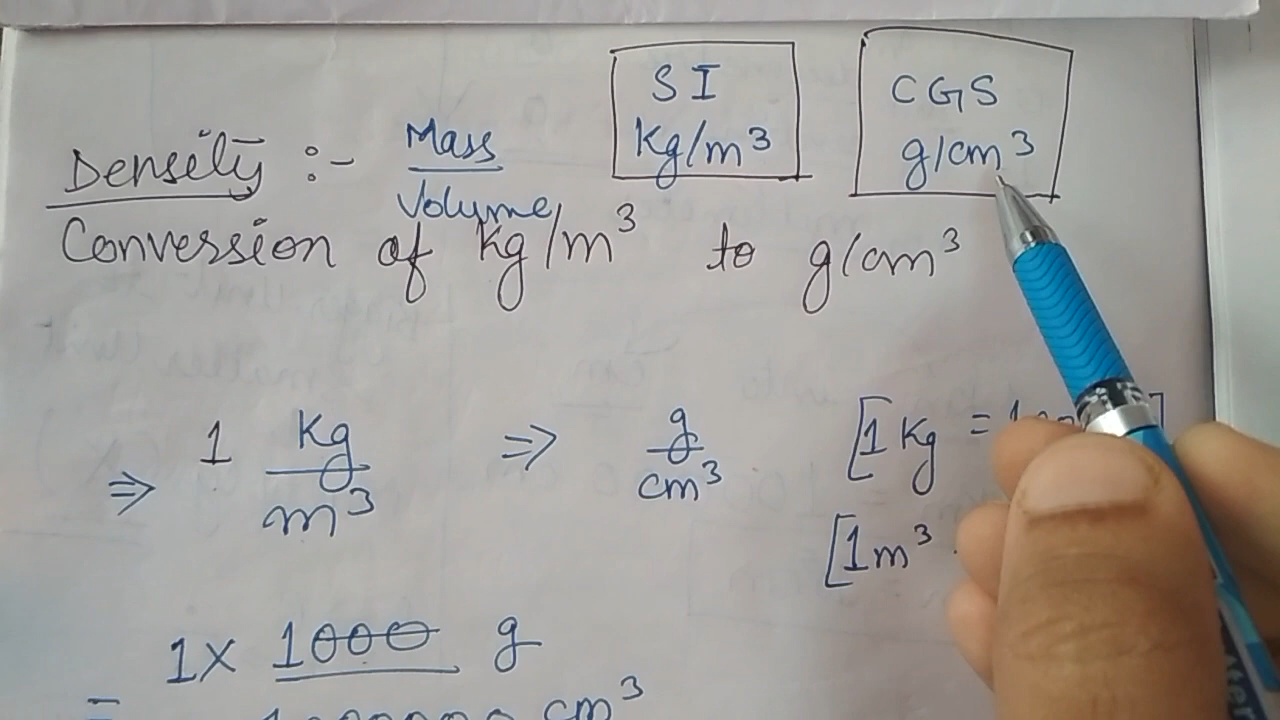 SI
Kg/m³
CGS
g/cm³
Density :- Mass
Volume
Conversion of Kg/m³ to g/cm³
⇒ 1 Kg/m³ ⇒ g/cm³ [1 Kg =
[1m³
1x 1000 g
= cm³